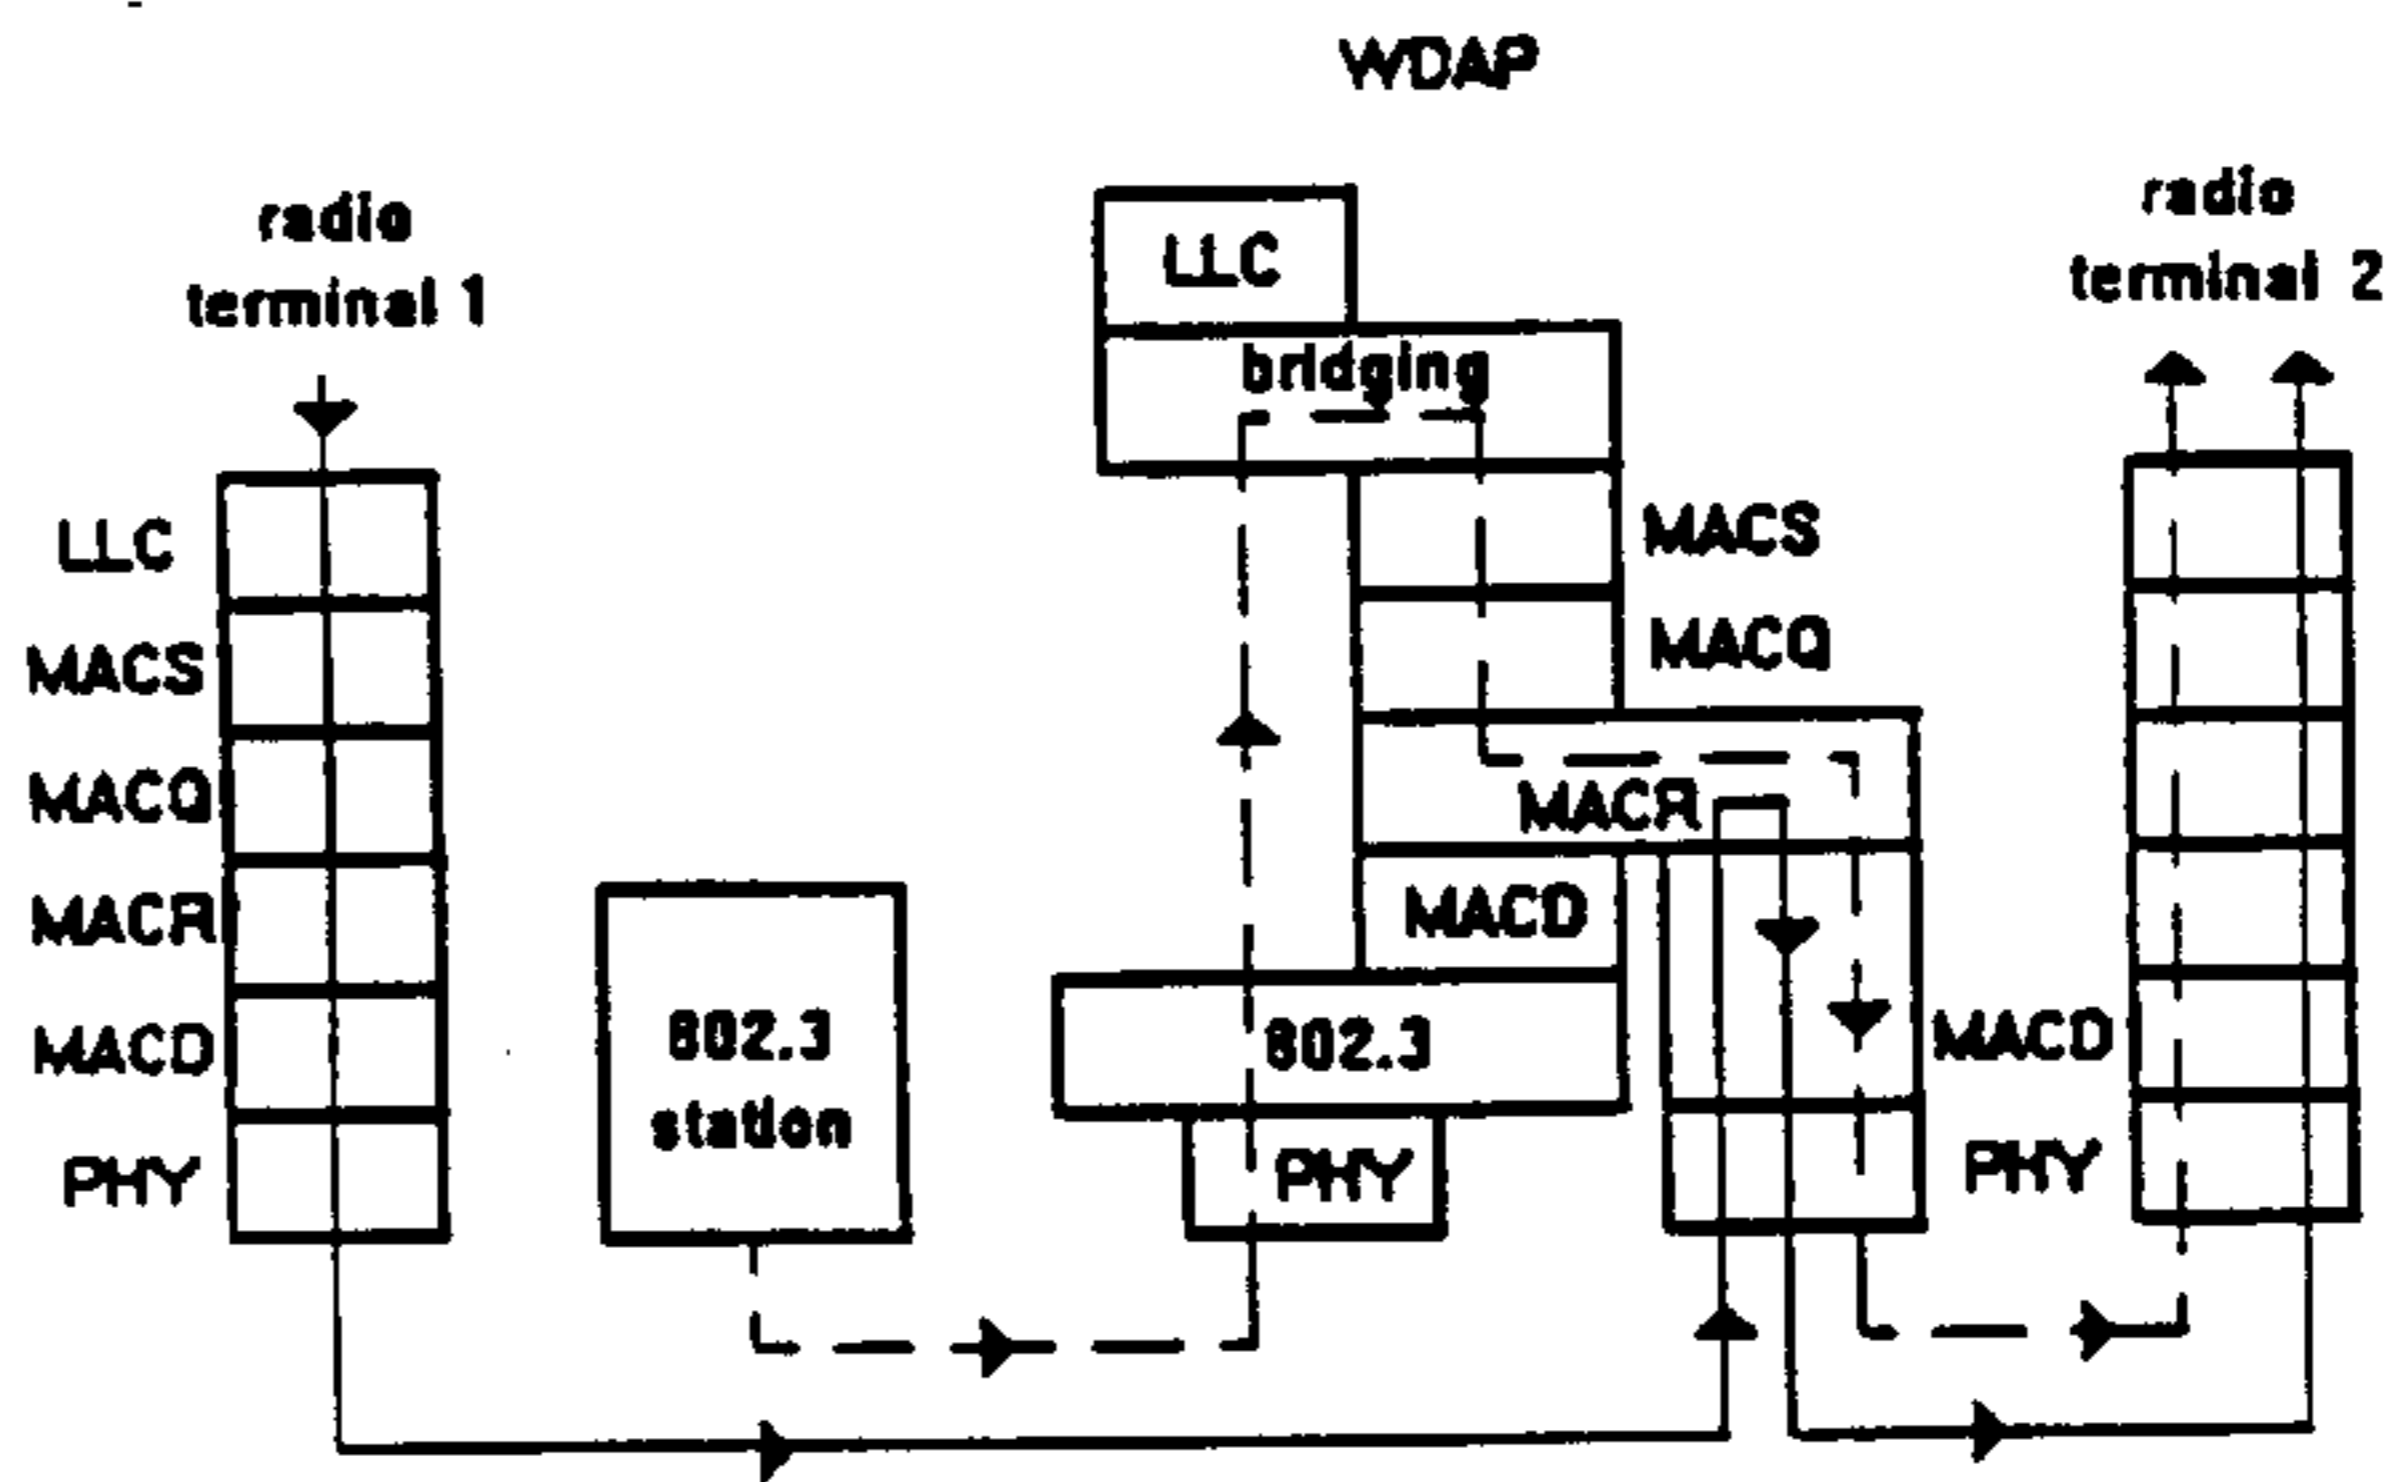 WDAP
radio
terminal 1
radio
terminal 2
LLC
bridging
LLC
MACS
MACS
MACQ
MACQ
MACR
MACR
MACD
802.3
station
802.3
MACD
MACD
PHY
PHY
PHY